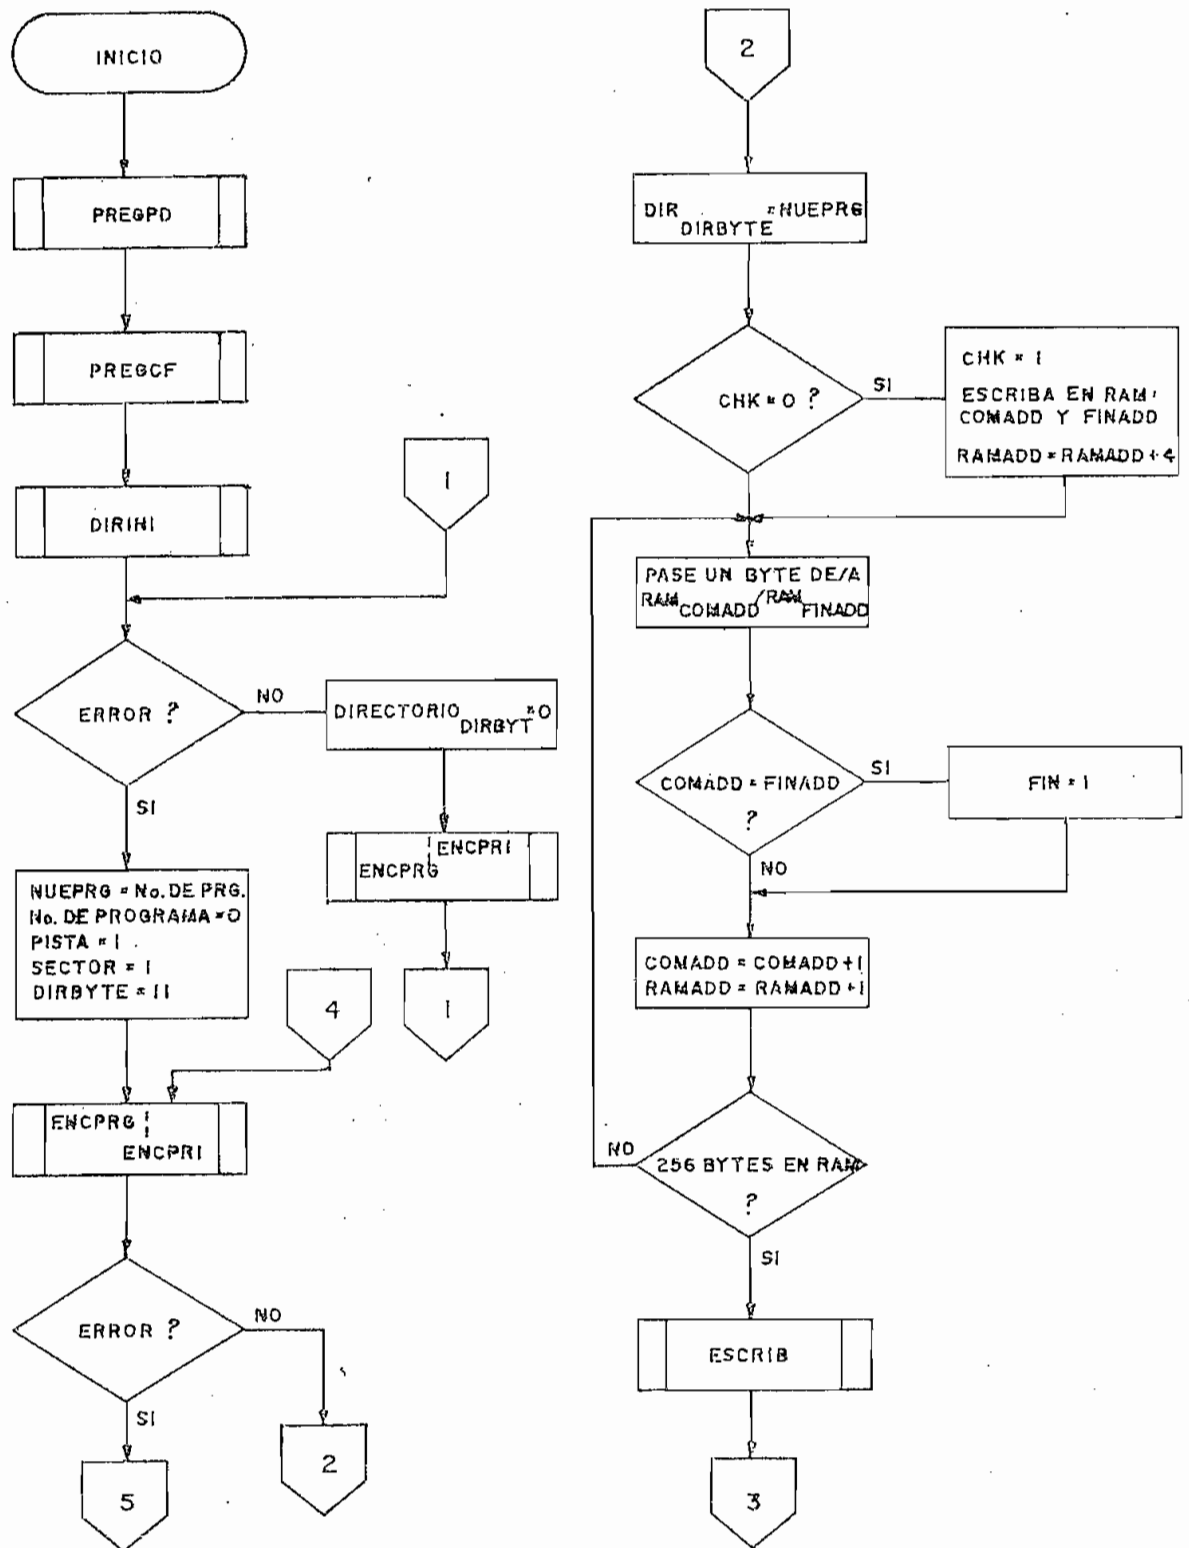 INICIO
PREGPD
PREGCF
DIRINI
1
ERROR ?
NO
DIRECTORIO DIRBYT = 0
SI
ENCPRG ENCPRI
NUEPRG = No. DE PRG.
No. DE PROGRAMA = 0
PISTA = 1
SECTOR = 1
DIRBYTE = 11
4
1
ENCPRG
ENCPRI
ERROR ?
NO
SI
2
5
2
DIR DIRBYTE = NUEPRG
CHK = 0 ?
SI
CHK = 1
ESCRIBA EN RAM:
COMADD Y FINADD
RAMADD = RAMADD + 4
PASE UN BYTE DE/A
RAM COMADD / RAM FINADD
COMADD = FINADD
?
SI
FIN = 1
NO
COMADD = COMADD + 1
RAMADD = RAMADD + 1
NO
256 BYTES EN RAM
?
SI
ESCRIB
3